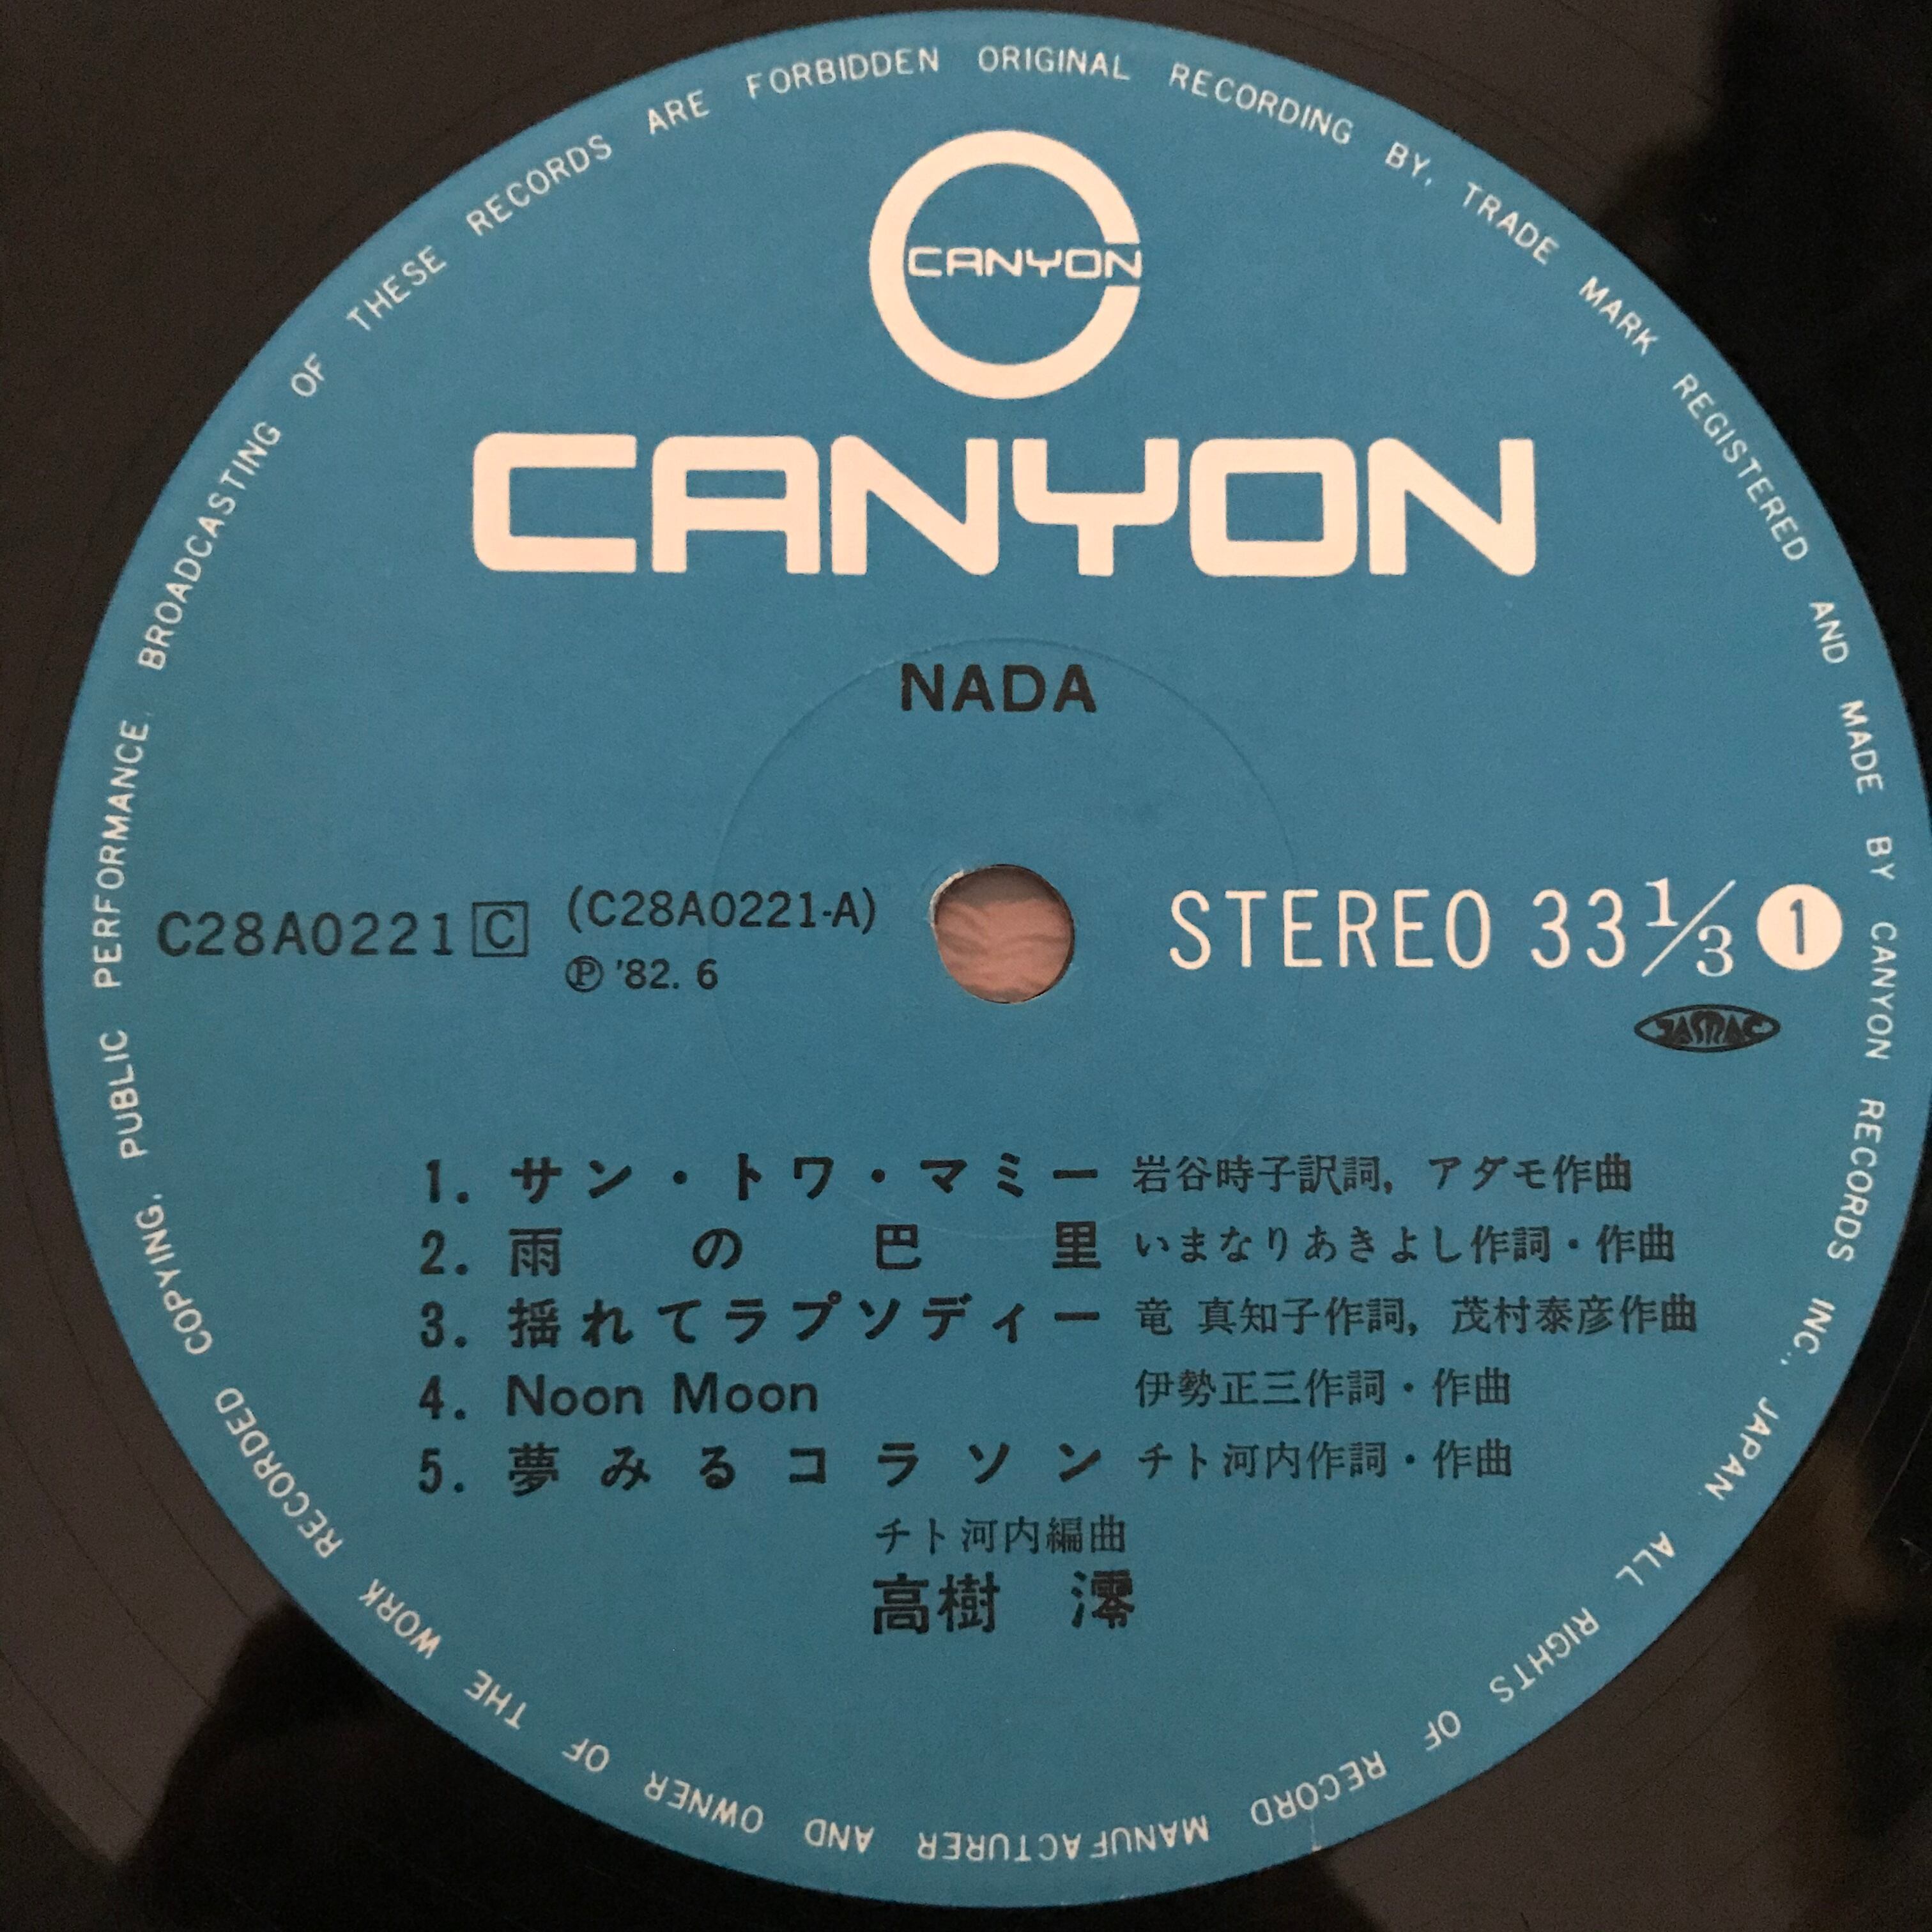 CANYON
CANYON
NADA
C28A0221 C (C28A0221-A)
℗ '82. 6
STEREO 33 1/3 1
JASRAC
1. サン・トワ・マミー 岩谷時子訳詞, アダモ作曲
2. 雨の巴里 いまなりあきよし作詞・作曲
3. 揺れてラプソディー 竜 真知子作詞, 茂村泰彦作曲
4. Noon Moon 伊勢正三作詞・作曲
5. 夢みるコラソン チト河内作詞・作曲
チト河内編曲
高樹 澪
ORIGINAL RECORDING BY, TRADE MARK REGISTERED AND MADE BY CANYON RECORDS INC., JAPAN ALL RIGHTS OF RECORD MANUFACTURER AND OWNER OF THE WORK RECORDED COPYING, PUBLIC PERFORMANCE, BROADCASTING OF THESE RECORDS ARE FORBIDDEN